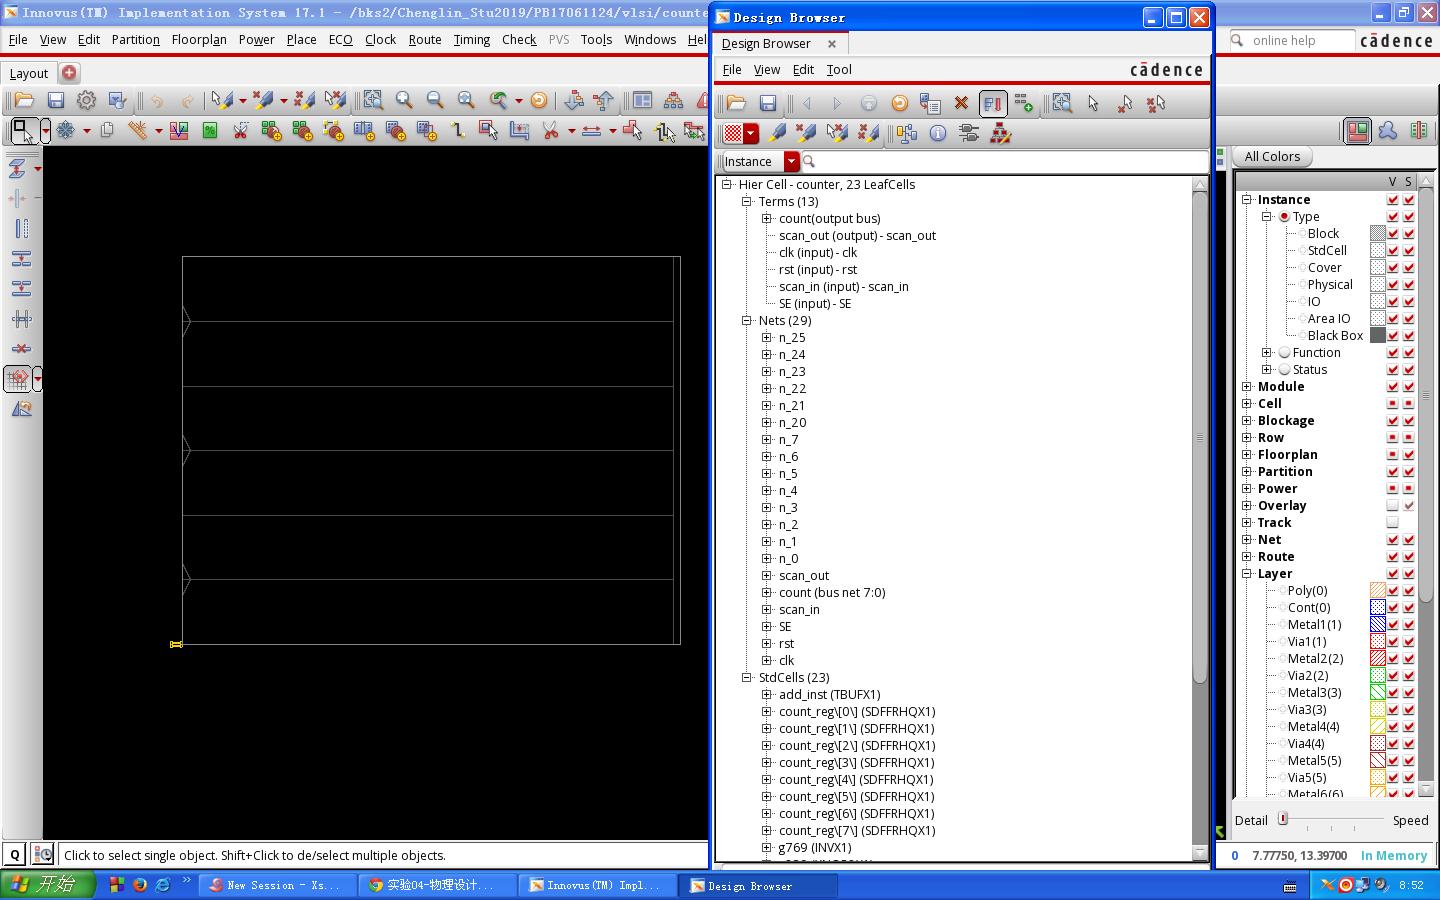 Innovus(TM) Implementation System 17.1 - /bks2/Chenglin_Stu2019/PB17061124/vlsi/counte
File View Edit Partition Floorplan Power Place ECO Clock Route Timing Check PVS Tools Windows Hel
online help
cādence
Layout
Design Browser
Design Browser
File View Edit Tool
cādence
Instance
Hier Cell - counter, 23 LeafCells
Terms (13)
count(output bus)
scan_out (output) - scan_out
clk (input) - clk
rst (input) - rst
scan_in (input) - scan_in
SE (input) - SE
Nets (29)
n_25
n_24
n_23
n_22
n_21
n_20
n_7
n_6
n_5
n_4
n_3
n_2
n_1
n_0
scan_out
count (bus net 7:0)
scan_in
SE
rst
clk
StdCells (23)
add_inst (TBUFX1)
count_reg\[0\] (SDFFRHQX1)
count_reg\[1\] (SDFFRHQX1)
count_reg\[2\] (SDFFRHQX1)
count_reg\[3\] (SDFFRHQX1)
count_reg\[4\] (SDFFRHQX1)
count_reg\[5\] (SDFFRHQX1)
count_reg\[6\] (SDFFRHQX1)
count_reg\[7\] (SDFFRHQX1)
g769 (INVX1)
All Colors
V S
Instance
Type
Block
StdCell
Cover
Physical
IO
Area IO
Black Box
Function
Status
Module
Cell
Blockage
Row
Floorplan
Partition
Power
Overlay
Track
Net
Route
Layer
Poly(0)
Cont(0)
Metal1(1)
Via1(1)
Metal2(2)
Via2(2)
Metal3(3)
Via3(3)
Metal4(4)
Via4(4)
Metal5(5)
Via5(5)
Metal6(6)
Detail Speed
Q
Click to select single object. Shift+Click to de/select multiple objects.
0 7.77750, 13.39700 In Memory
开始
New Session - Xs...
实验04-物理设计...
Innovus(TM) Impl...
Design Browser
8:52